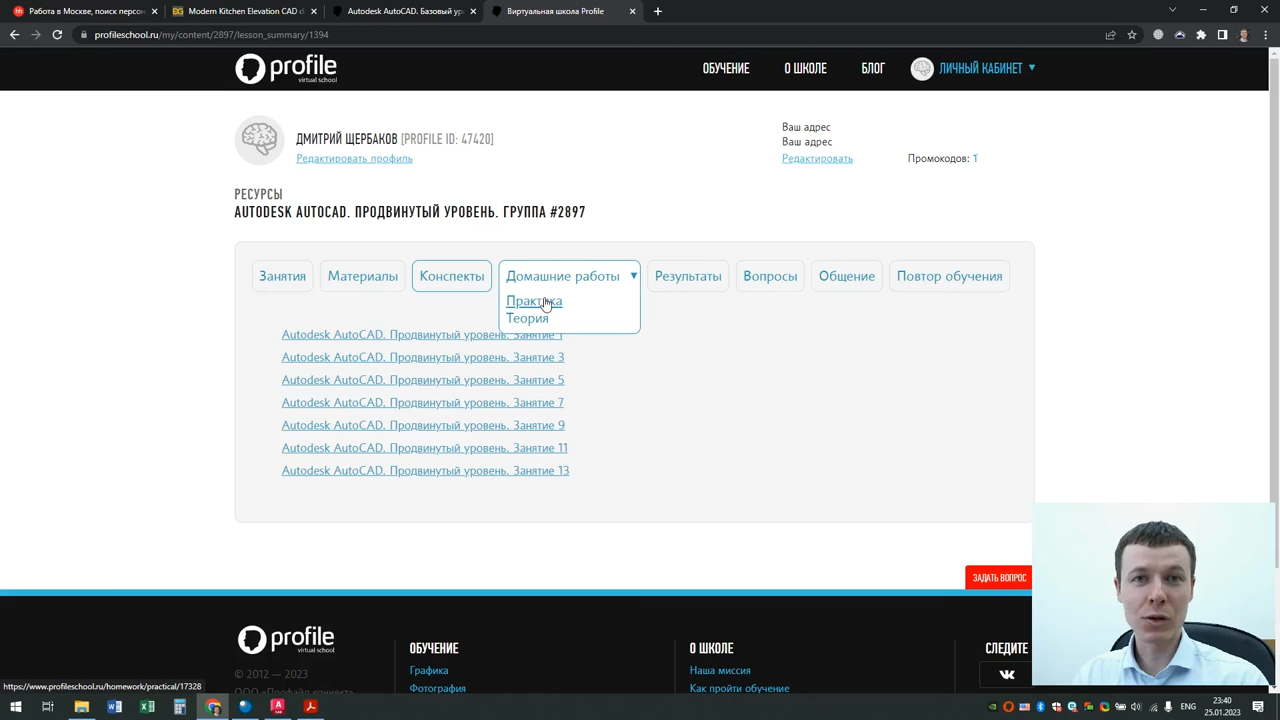 Работа в Москве, поиск персон
Modern Kitchen Elevation CAD d
Autodesk AutoCAD. Базовый ур
Виртуальная школа Profile
profileschool.ru/my/content/2897/lesson_summary/1394
profile
virtual school
ОБУЧЕНИЕ
О ШКОЛЕ
БЛОГ
ЛИЧНЫЙ КАБИНЕТ
ДМИТРИЙ ЩЕРБАКОВ [PROFILE ID: 47420]
Редактировать профиль
Ваш адрес
Ваш адрес
Редактировать
Промокодов: 1
РЕСУРСЫ
AUTODESK AUTOCAD. ПРОДВИНУТЫЙ УРОВЕНЬ. ГРУППА #2897
Занятия
Материалы
Конспекты
Домашние работы
Результаты
Вопросы
Общение
Повтор обучения
Практика
Теория
Autodesk AutoCAD. Продвинутый уровень. Занятие 1
Autodesk AutoCAD. Продвинутый уровень. Занятие 3
Autodesk AutoCAD. Продвинутый уровень. Занятие 5
Autodesk AutoCAD. Продвинутый уровень. Занятие 7
Autodesk AutoCAD. Продвинутый уровень. Занятие 9
Autodesk AutoCAD. Продвинутый уровень. Занятие 11
Autodesk AutoCAD. Продвинутый уровень. Занятие 13
ЗАДАТЬ ВОПРОС
profile
virtual school
© 2012 — 2023
ООО «Профайл коннект»
ОБУЧЕНИЕ
Графика
Фотография
О ШКОЛЕ
Наша миссия
Как пройти обучение
СЛЕДИТЕ
https://www.profileschool.ru/homework/practical/17328
ENG
23:40
25.01.2023